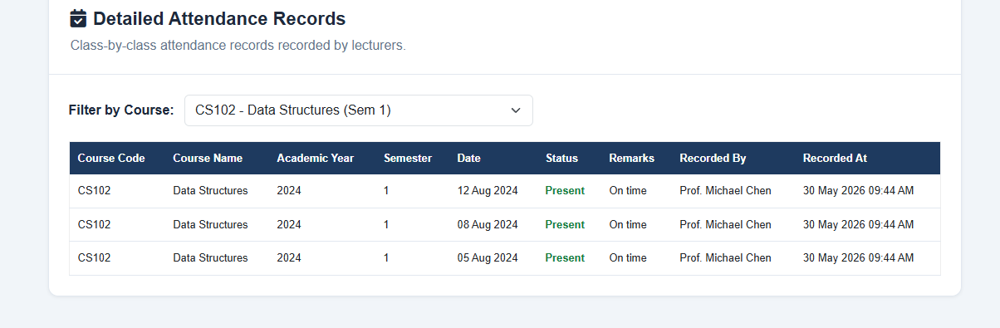 Detailed Attendance Records
Class-by-class attendance records recorded by lecturers.
Filter by Course: CS102 - Data Structures (Sem 1)
Course Code Course Name Academic Year Semester Date Status Remarks Recorded By Recorded At
CS102 Data Structures 2024 1 12 Aug 2024 Present On time Prof. Michael Chen 30 May 2026 09:44 AM
CS102 Data Structures 2024 1 08 Aug 2024 Present On time Prof. Michael Chen 30 May 2026 09:44 AM
CS102 Data Structures 2024 1 05 Aug 2024 Present On time Prof. Michael Chen 30 May 2026 09:44 AM